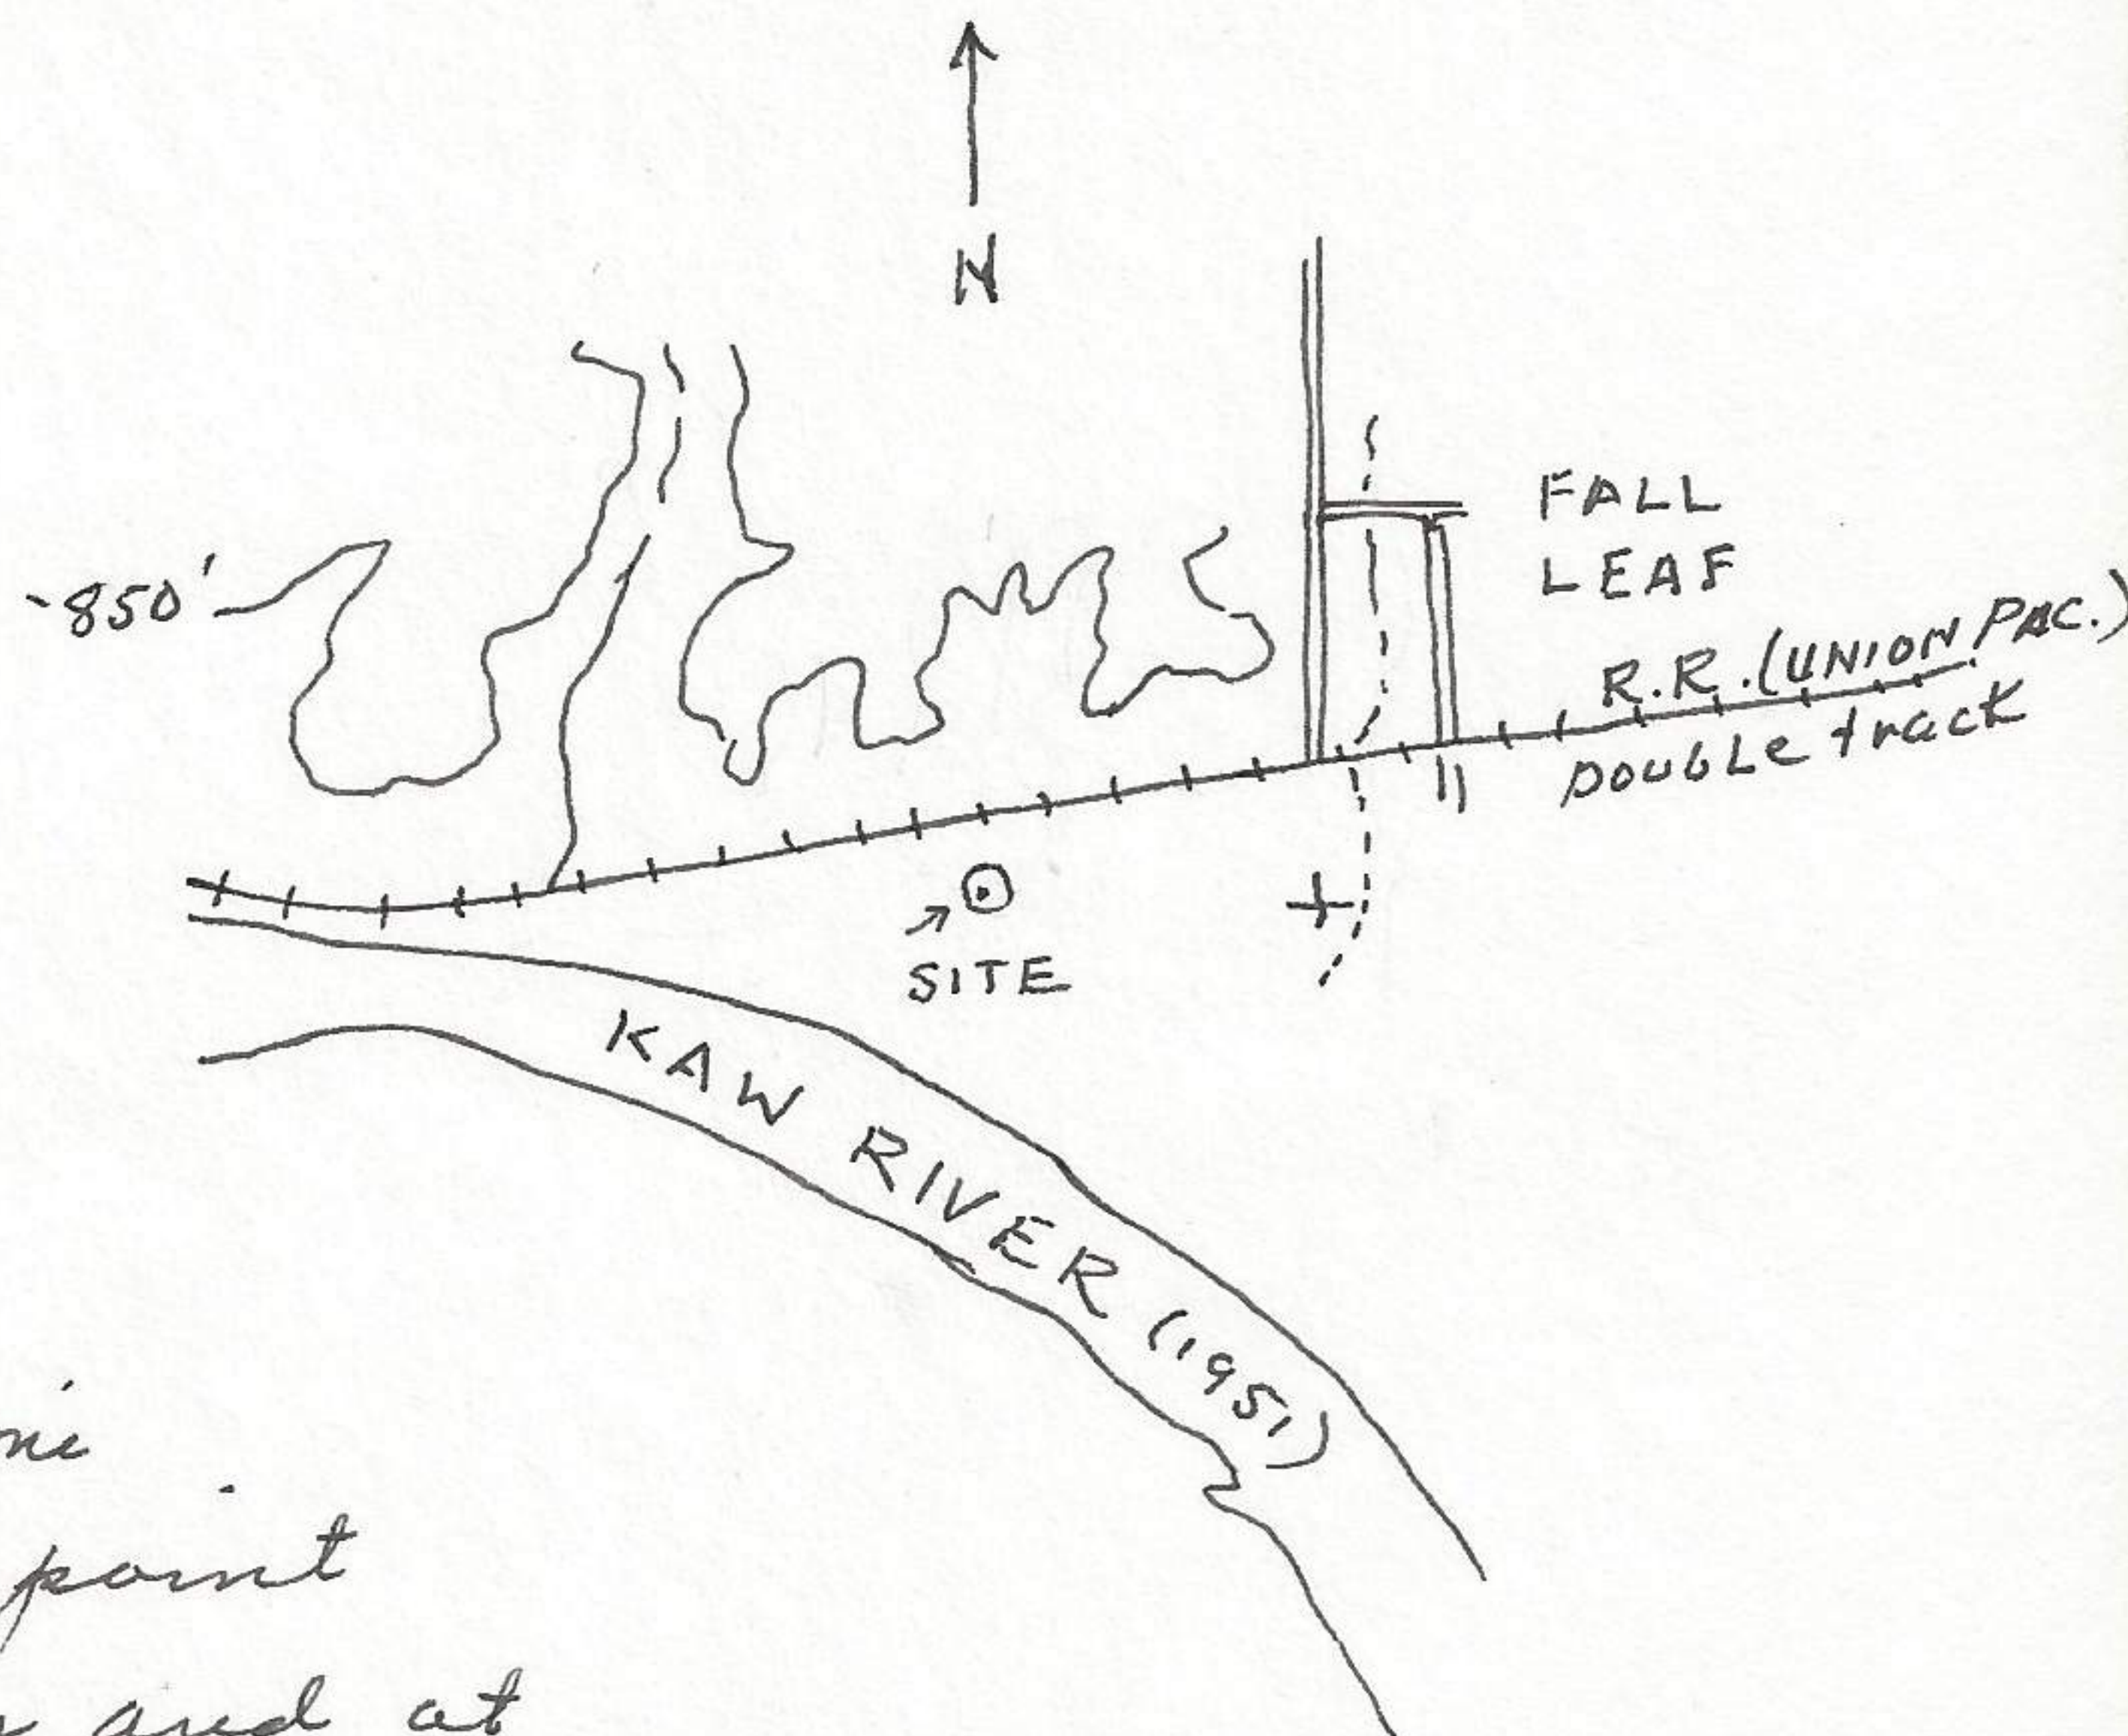 N
FALL
LEAF
-850'
R.R. (UNION PAC.)
DOUBLE track
SITE
KAW RIVER (1951)
point
and at